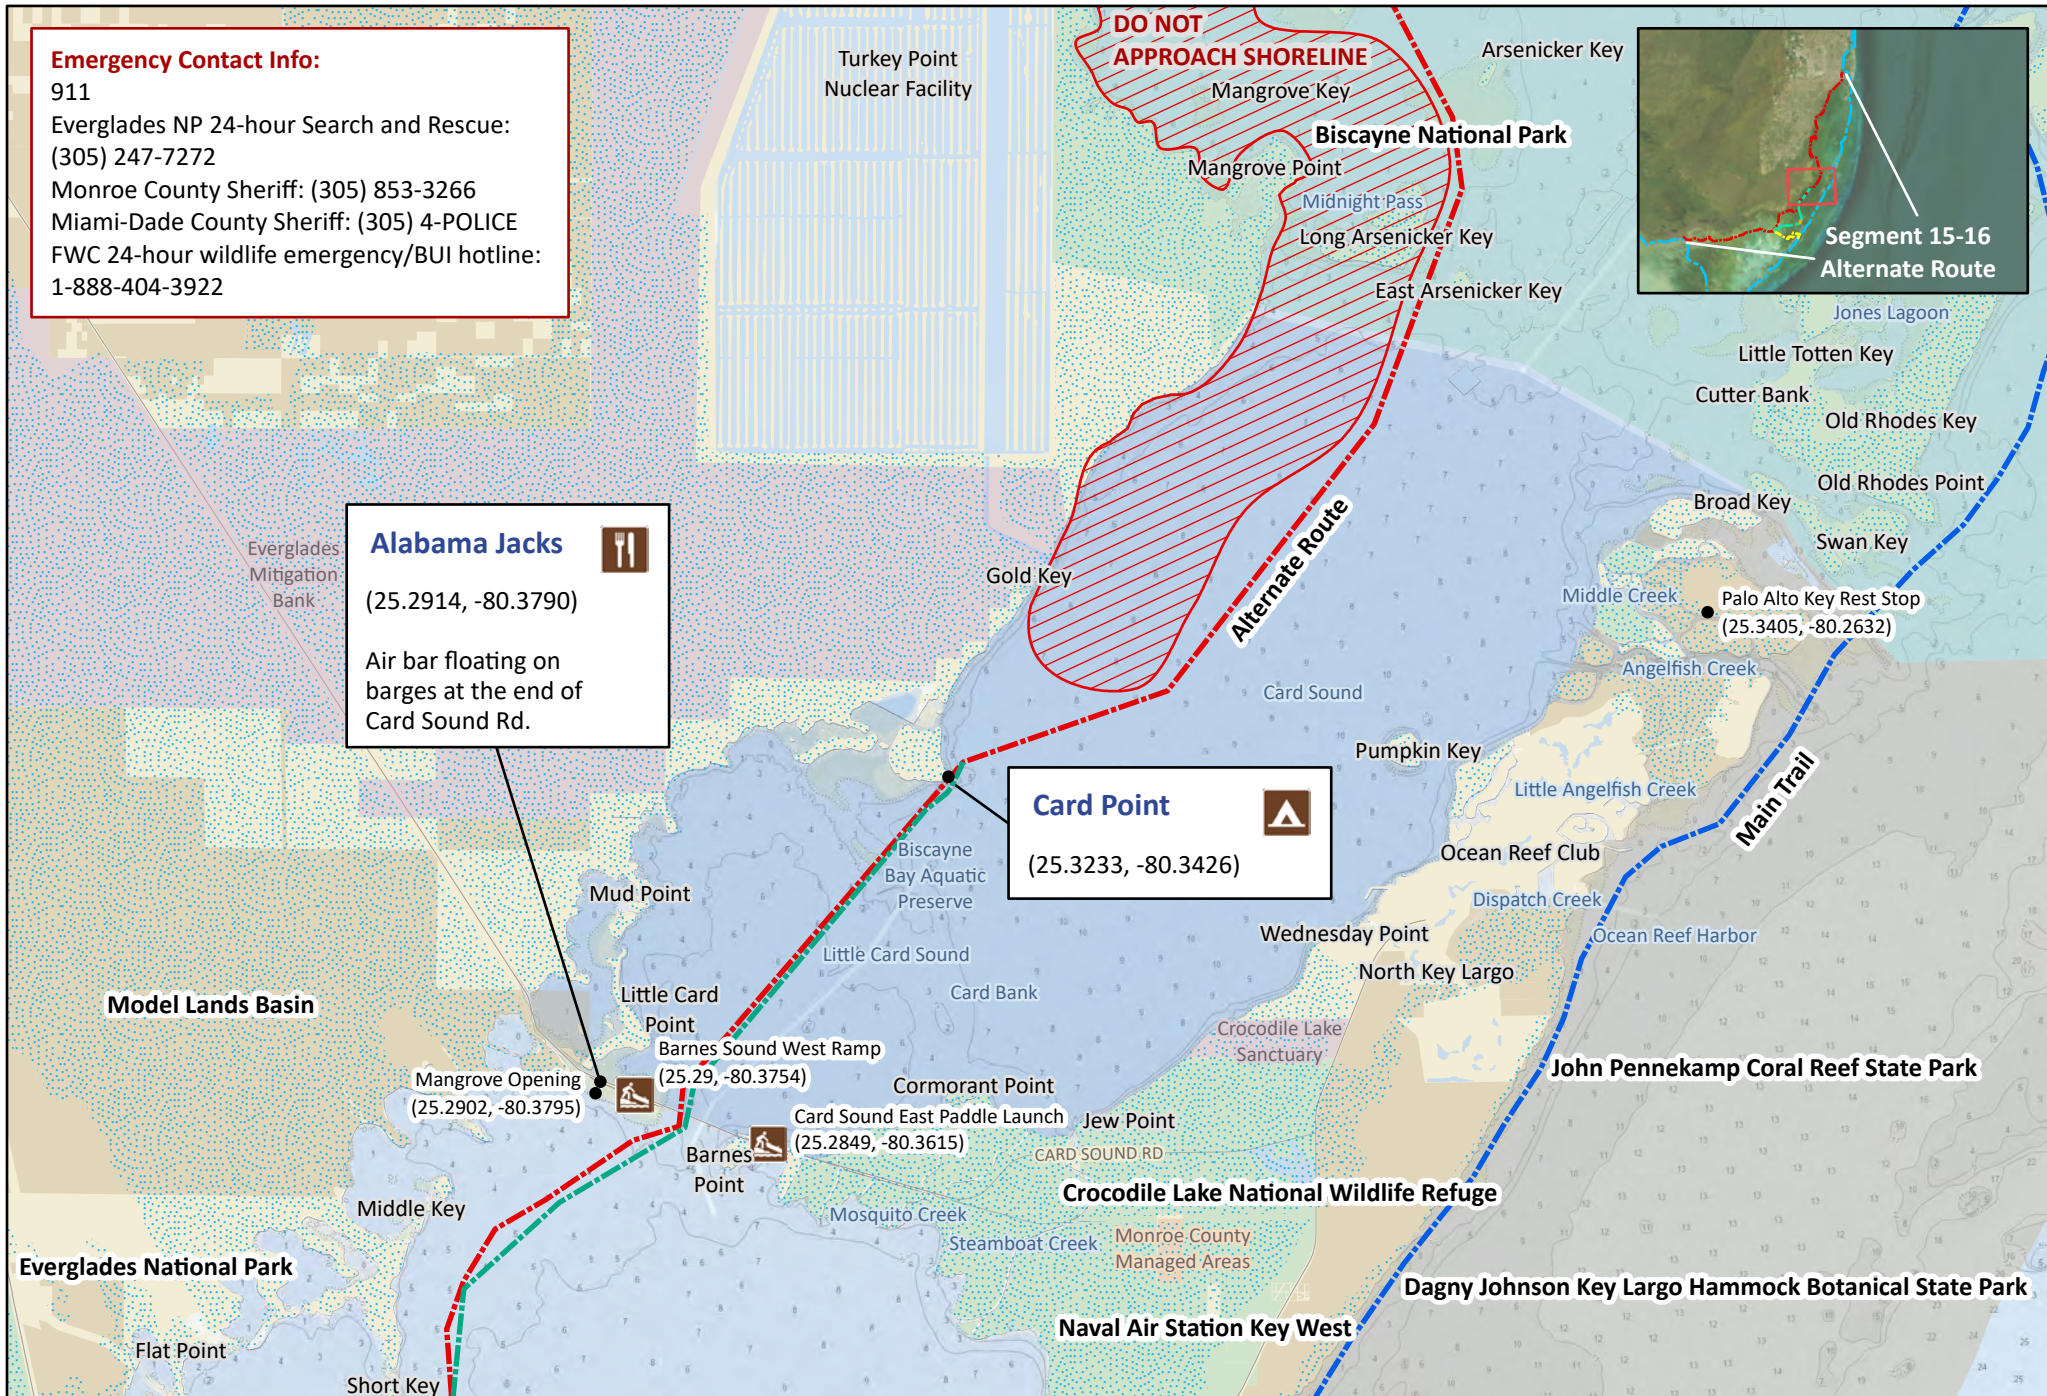 Emergency Contact Info:
911
Everglades NP 24-hour Search and Rescue:
(305) 247-7272
Monroe County Sheriff: (305) 853-3266
Miami-Dade County Sheriff: (305) 4-POLICE
FWC 24-hour wildlife emergency/BUI hotline:
1-888-404-3922
Turkey Point
Nuclear Facility
DO NOT
APPROACH SHORELINE
Mangrove Key
Arsenicker Key
Biscayne National Park
Mangrove Point
Midnight Pass
Long Arsenicker Key
East Arsenicker Key
Segment 15-16
Alternate Route
Jones Lagoon
Little Totten Key
Cutter Bank
Old Rhodes Key
Old Rhodes Point
Broad Key
Swan Key
Middle Creek
Palo Alto Key Rest Stop
(25.3405, -80.2632)
Angelfish Creek
Alternate Route
Gold Key
Card Sound
Everglades
Mitigation
Bank
Alabama Jacks
(25.2914, -80.3790)
Air bar floating on
barges at the end of
Card Sound Rd.
Pumpkin Key
Little Angelfish Creek
Main Trail
Card Point
(25.3233, -80.3426)
Ocean Reef Club
Biscayne
Bay Aquatic
Preserve
Mud Point
Dispatch Creek
Wednesday Point
Ocean Reef Harbor
Little Card Sound
North Key Largo
Card Bank
Model Lands Basin
Little Card
Point
Crocodile Lake
Sanctuary
Barnes Sound West Ramp
(25.29, -80.3754)
John Pennekamp Coral Reef State Park
Mangrove Opening
(25.2902, -80.3795)
Cormorant Point
Card Sound East Paddle Launch
(25.2849, -80.3615)
Jew Point
CARD SOUND RD
Barnes
Point
Crocodile Lake National Wildlife Refuge
Middle Key
Mosquito Creek
Steamboat Creek
Monroe County
Managed Areas
Everglades National Park
Dagny Johnson Key Largo Hammock Botanical State Park
Naval Air Station Key West
Flat Point
Short Key